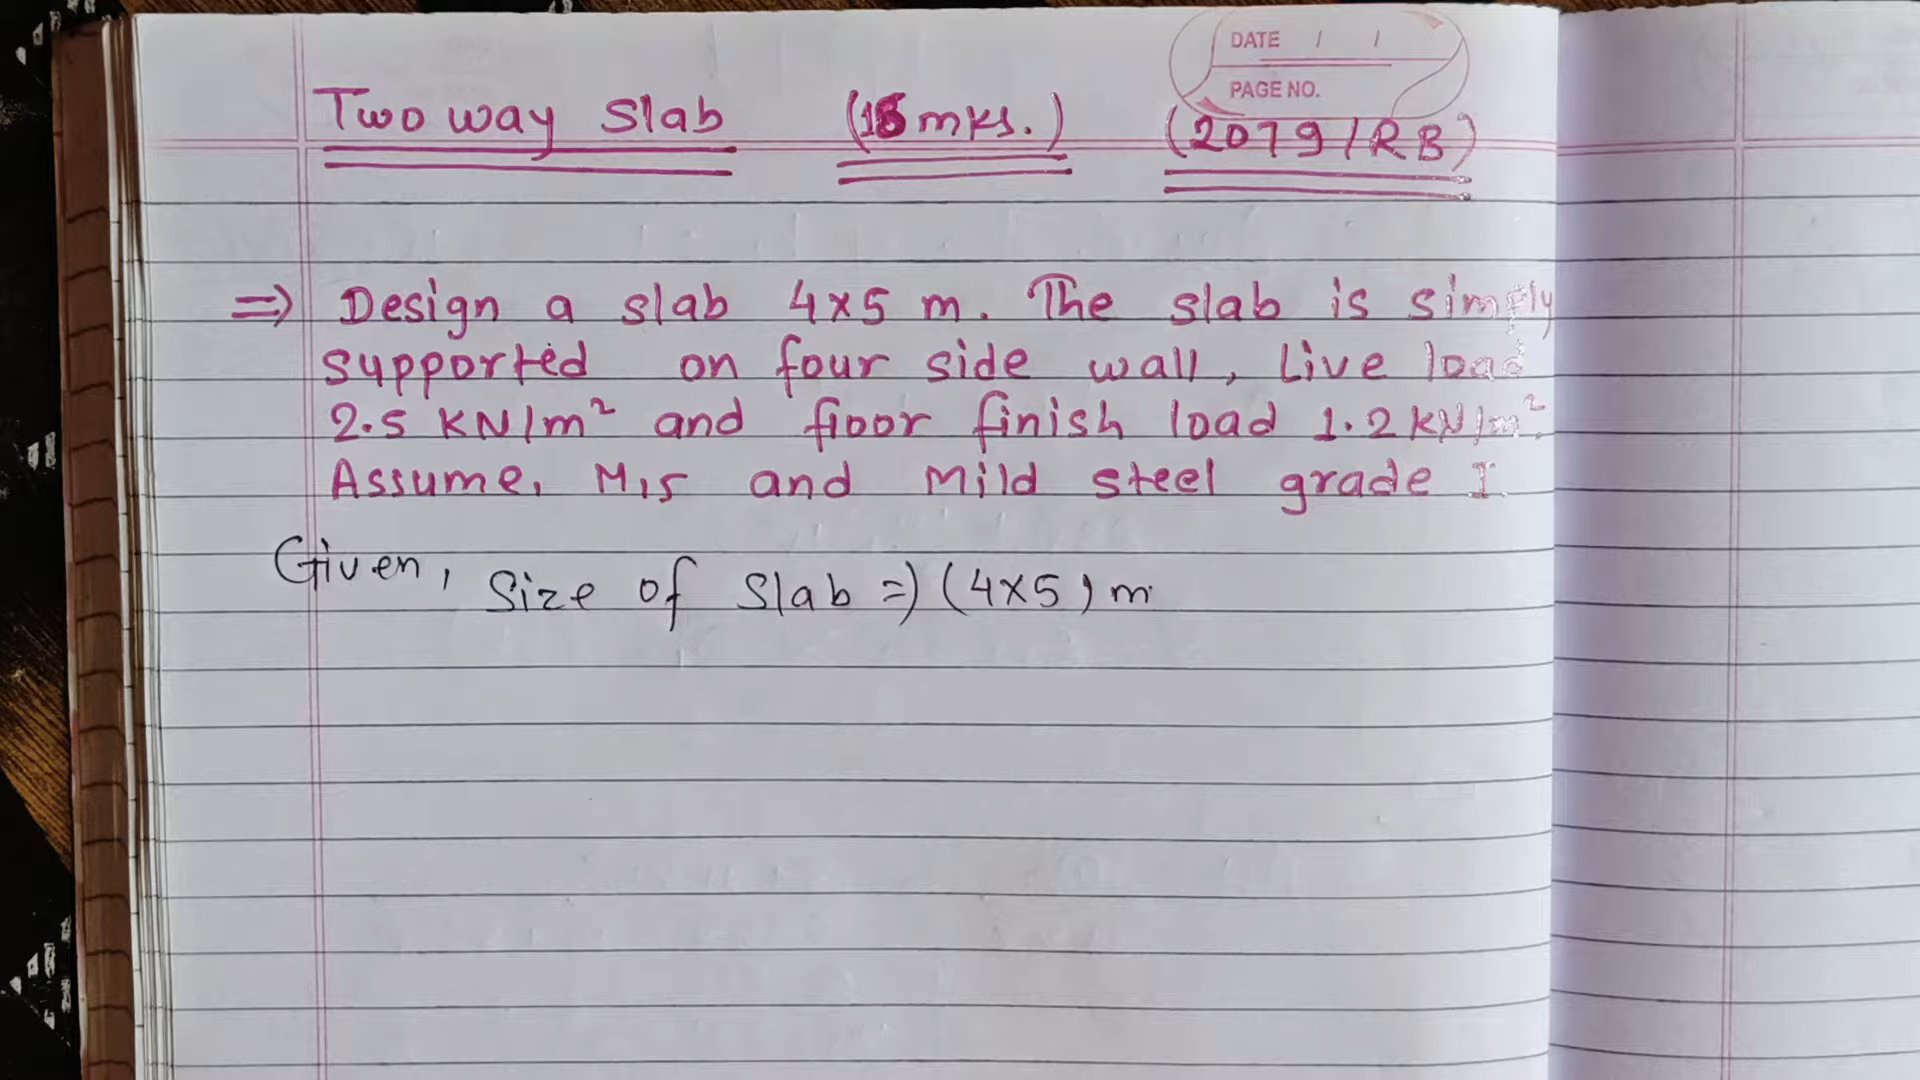 DATE / /
PAGE NO.
Two way Slab (16 mks.) (2079/RB)
=> Design a slab 4x5 m. The slab is simply
supported on four side wall, Live load
2.5 KN/m² and floor finish load 1.2 kN/m².
Assume, M15 and Mild steel grade I.
Given, Size of Slab => (4x5) m